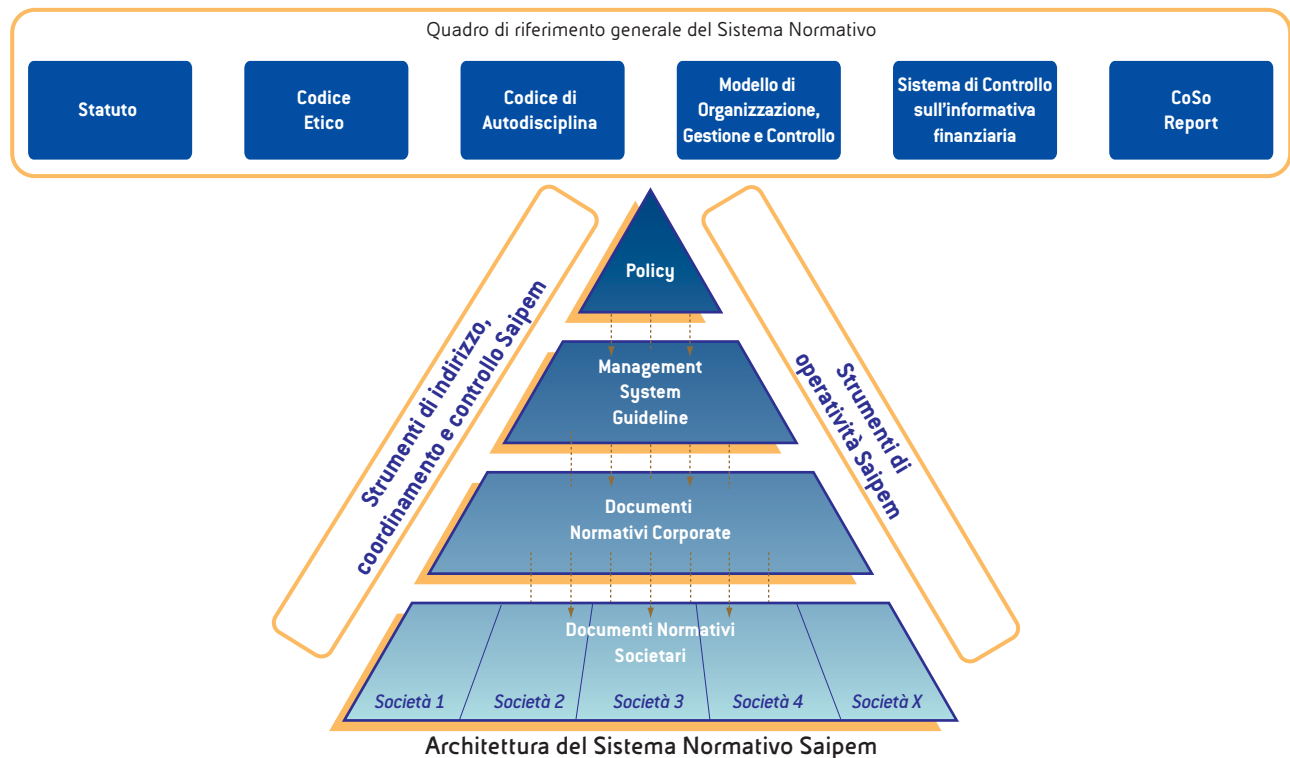 Quadro di riferimento generale del Sistema Normativo
Statuto
Codice
Etico
Codice di
Autodisciplina
Modello di
Organizzazione,
Gestione e Controllo
Sistema di Controllo
sull'informativa
finanziaria
CoSo
Report
Strumenti di indirizzo,
coordinamento e controllo Saipem
Policy
Management
System
Guideline
Documenti
Normativi Corporate
Documenti Normativi
Societari
Società 1
Società 2
Società 3
Società 4
Società X
Strumenti di
operatività Saipem
Architettura del Sistema Normativo Saipem